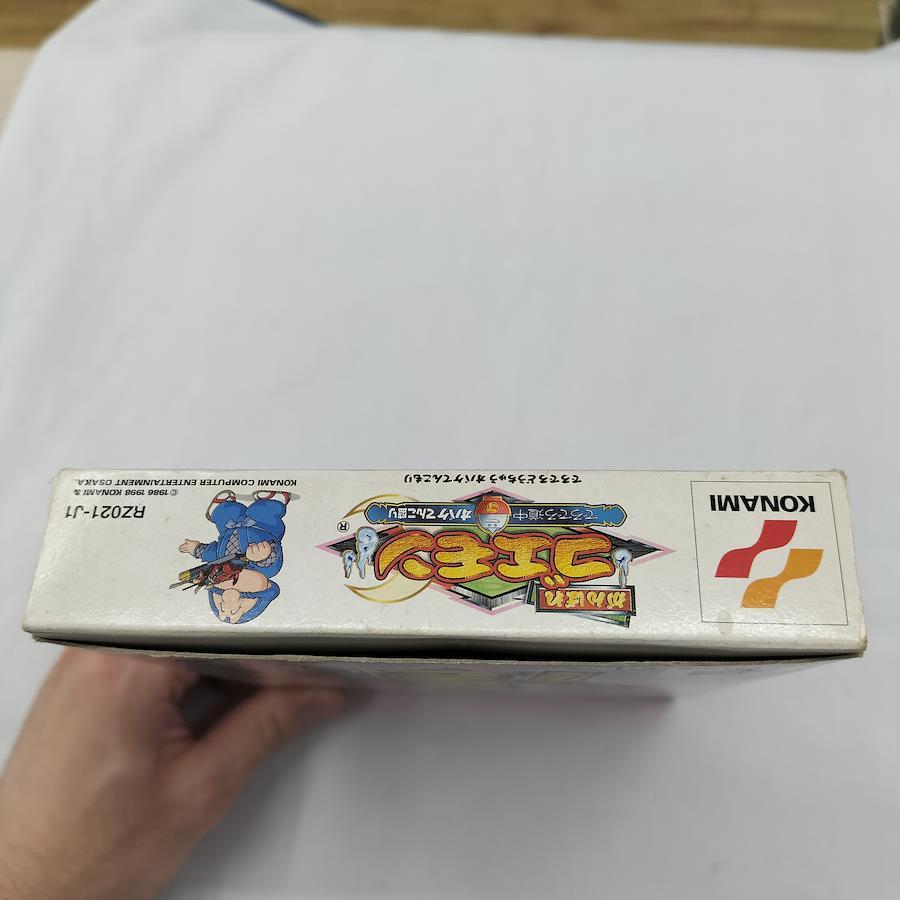 KONAMI
がんばれ
ゴエモン
でろでろ道中
オバケてんこ盛り
®
でろでろどうちゅう オバケてんこもり
R2021-J1
© 1986 1998 KONAMI &
KONAMI COMPUTER ENTERTAINMENT OSAKA.